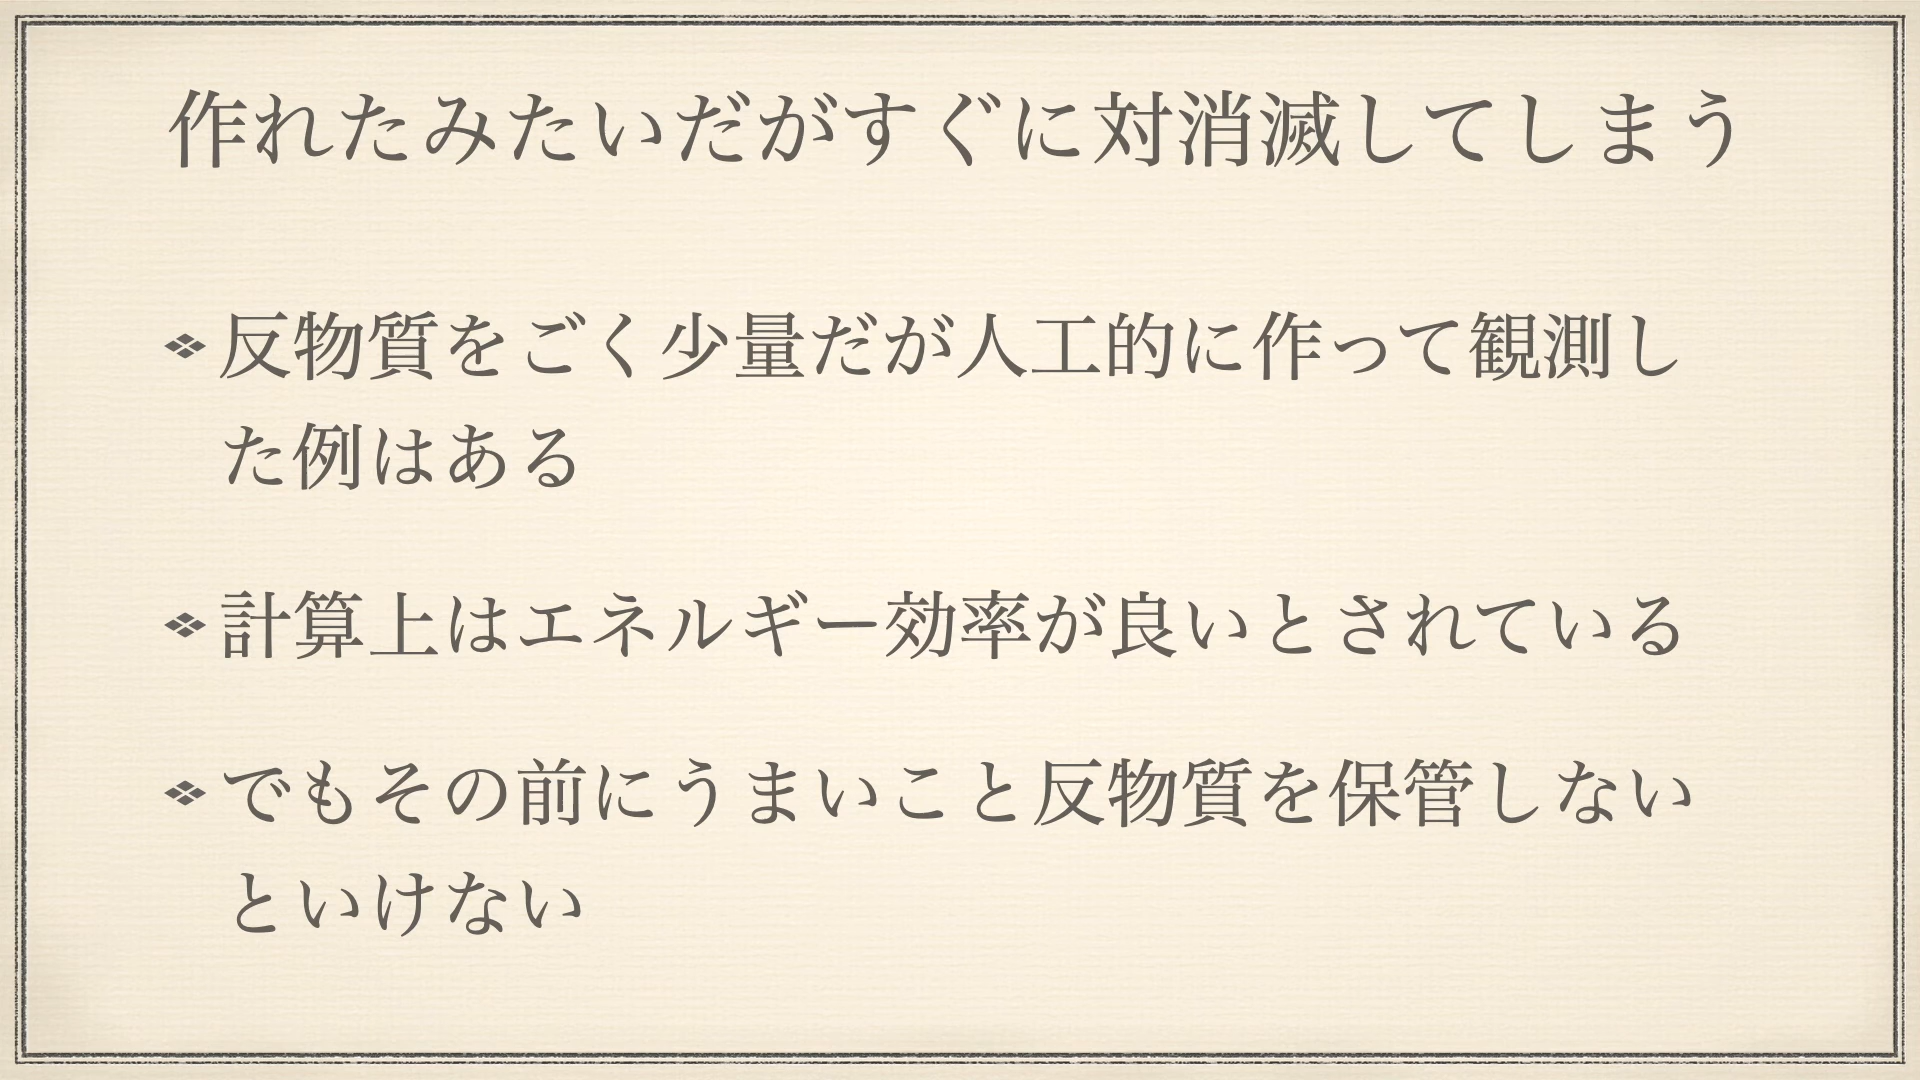 作れたみたいだがすぐに対消滅してしまう
❖反物質をごく少量だが人工的に作って観測し
た例はある
❖計算上はエネルギー効率が良いとされている
❖でもその前にうまいこと反物質を保管しない
といけない